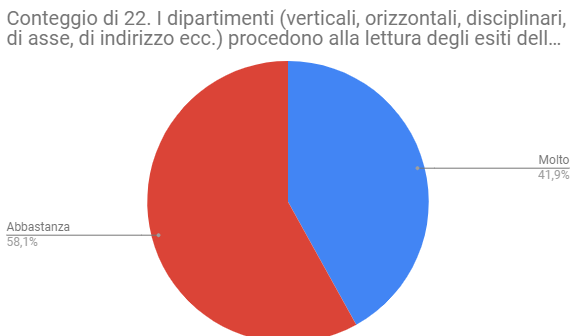 Conteggio di 22. I dipartimenti (verticali, orizzontali, disciplinari,
di asse, di indirizzo ecc.) procedono alla lettura degli esiti dell…
Molto
41,9%
Abbastanza
58,1%